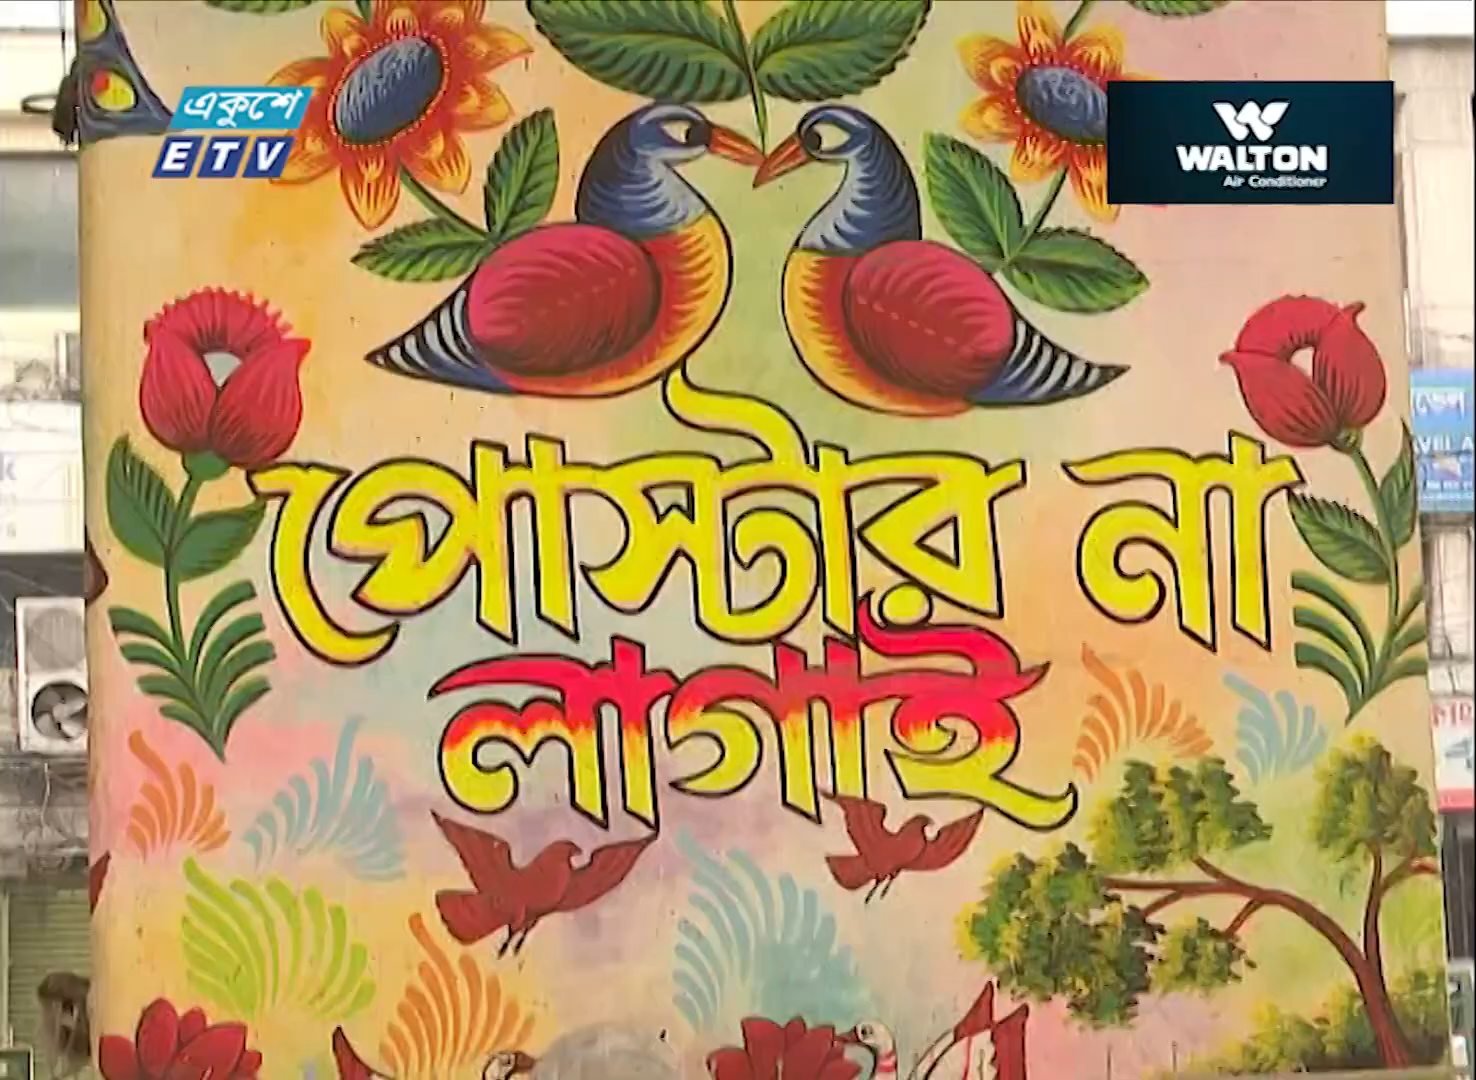 একুশে
ETV
WALTON
Air Conditioner
পোস্টার না
লাগাই